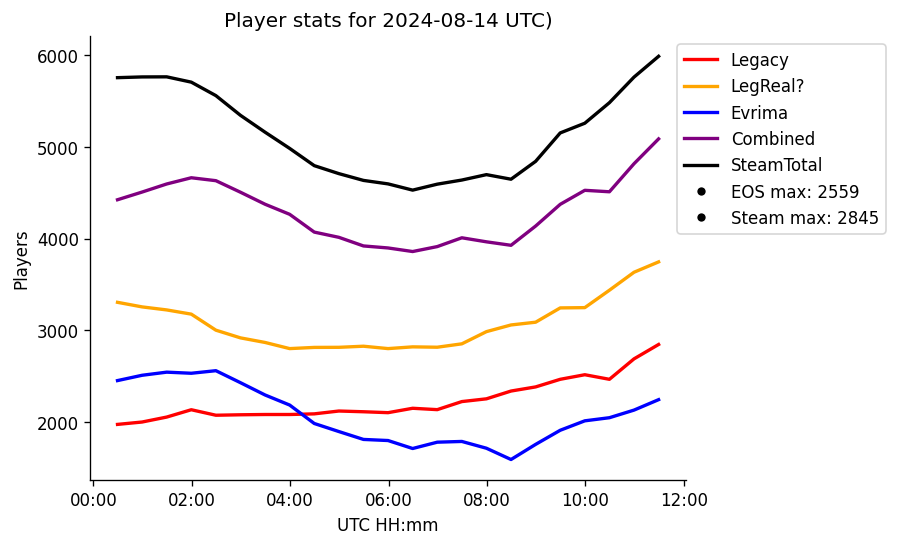 Player stats for 2024-08-14 UTC)
6000
5000
4000
3000
2000
Players
00:00 02:00 04:00 06:00 08:00 10:00 12:00
UTC HH:mm
Legacy
LegReal?
Evrima
Combined
SteamTotal
EOS max: 2559
Steam max: 2845